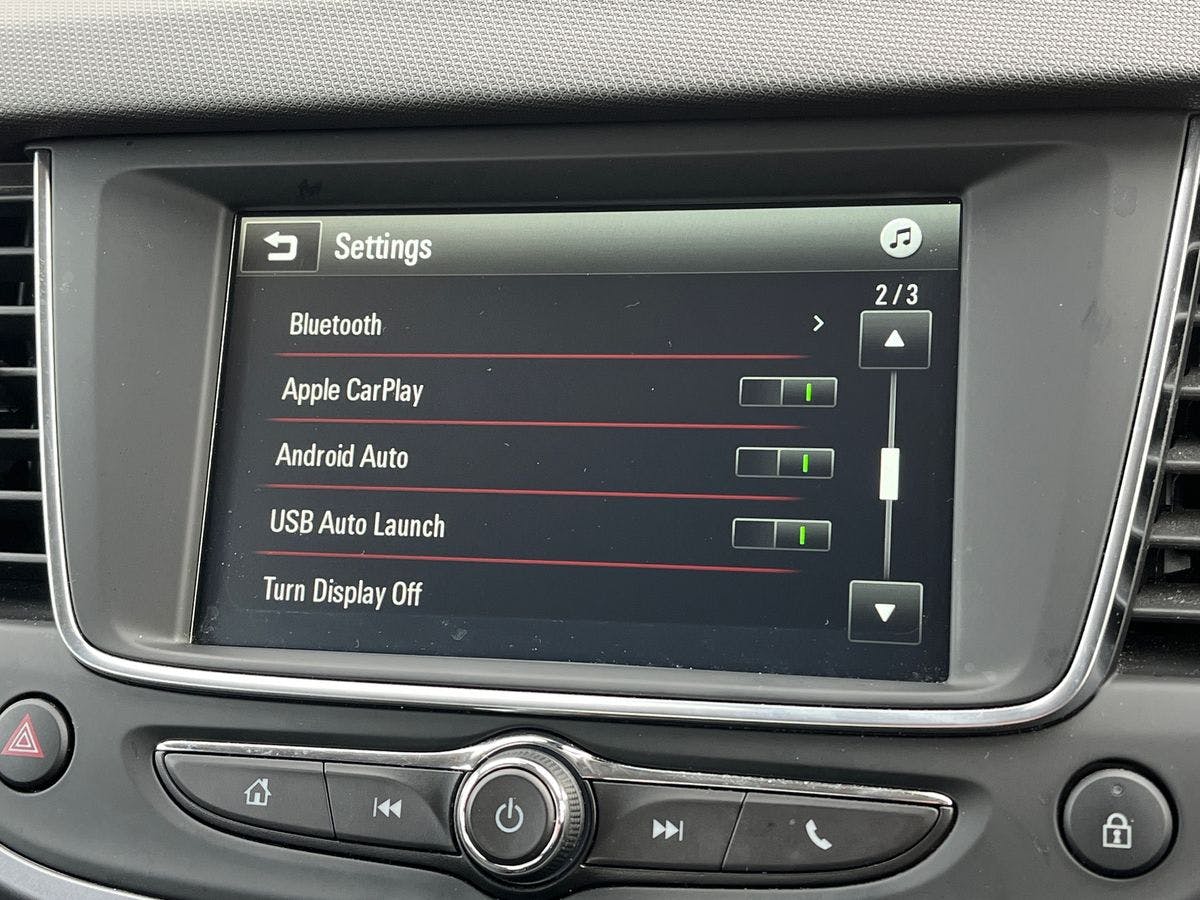 Settings
2/3
Bluetooth
Apple CarPlay
Android Auto
USB Auto Launch
Turn Display Off